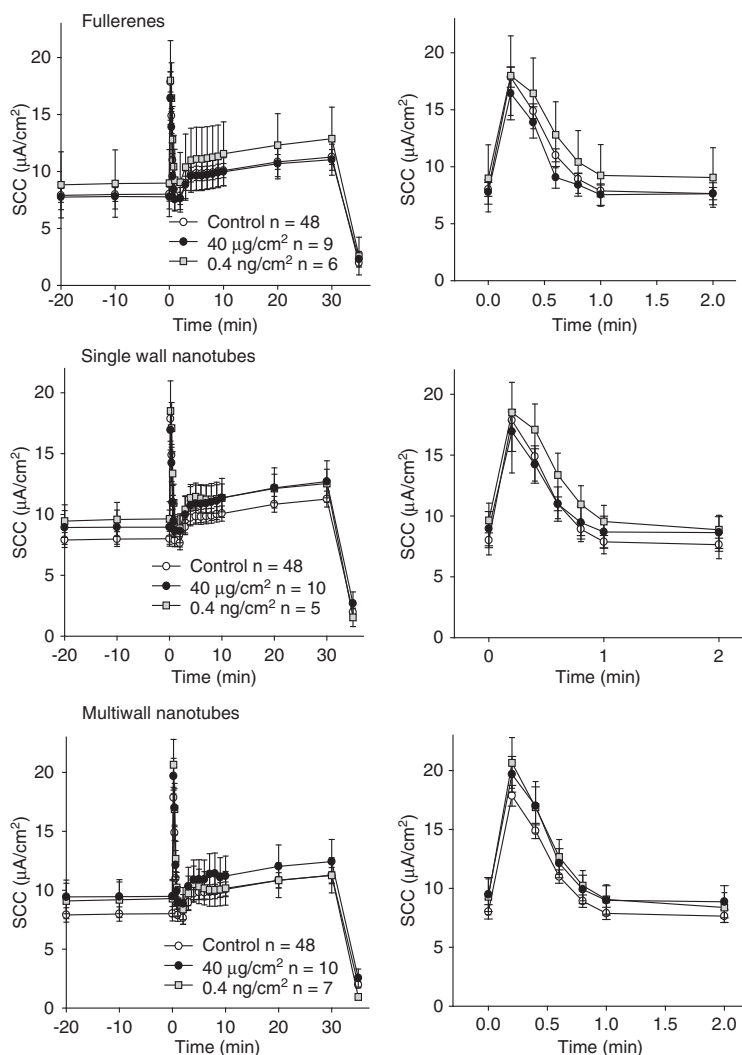 Fullerenes
SCC (μA/cm²)
20
15
10
5
0
Control n = 48
40 μg/cm² n = 9
0.4 ng/cm² n = 6
-20 -10 0 10 20 30
Time (min)
SCC (μA/cm²)
20
15
10
5
0
0.0 0.5 1.0 1.5 2.0
Time (min)
Single wall nanotubes
SCC (μA/cm²)
20
15
10
5
0
Control n = 48
40 μg/cm² n = 10
0.4 ng/cm² n = 5
-20 -10 0 10 20 30
Time (min)
SCC (μA/cm²)
20
15
10
5
0
0 1 2
Time (min)
Multiwall nanotubes
SCC (μA/cm²)
20
15
10
5
0
Control n = 48
40 μg/cm² n = 10
0.4 ng/cm² n = 7
-20 -10 0 10 20 30
Time (min)
SCC (μA/cm²)
20
15
10
5
0
0.0 0.5 1.0 1.5 2.0
Time (min)